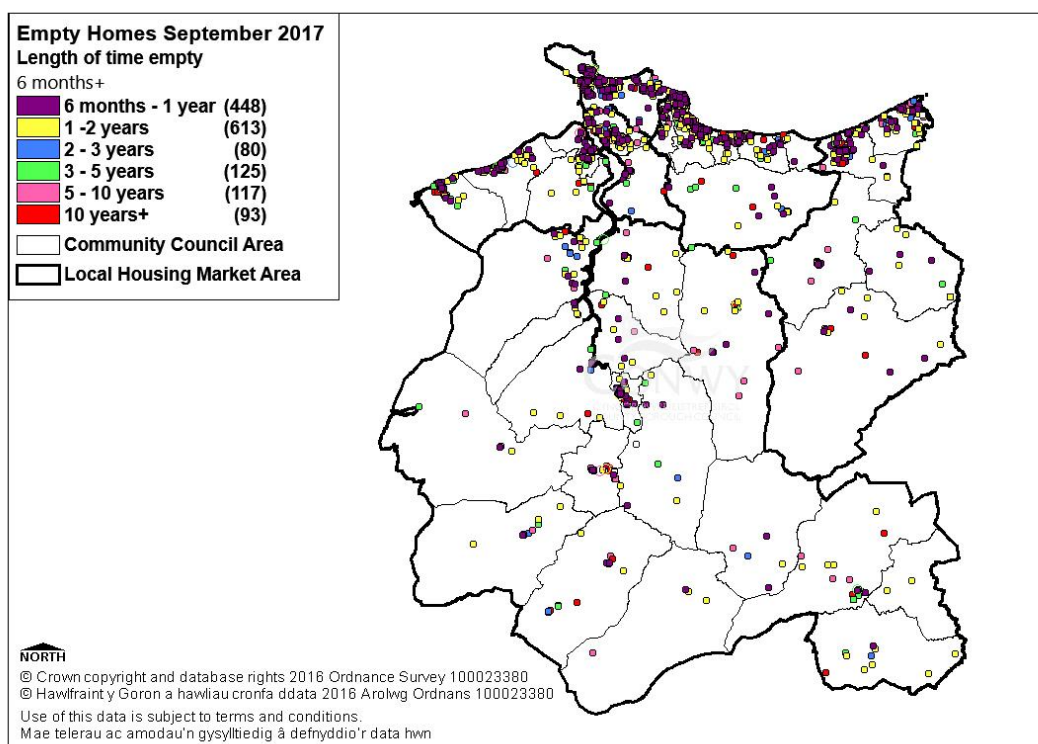 Empty Homes September 2017
Length of time empty
6 months+
6 months - 1 year (448)
1 -2 years (613)
2 - 3 years (80)
3 - 5 years (125)
5 - 10 years (117)
10 years+ (93)
Community Council Area
Local Housing Market Area
NORTH
© Crown copyright and database rights 2016 Ordnance Survey 100023380
© Hawlfraint y Goron a hawliau cronfa ddata 2016 Arolwg Ordnans 100023380
Use of this data is subject to terms and conditions.
Mae telerau ac amodau'n gysylltiedig â defnyddio'r data hwn